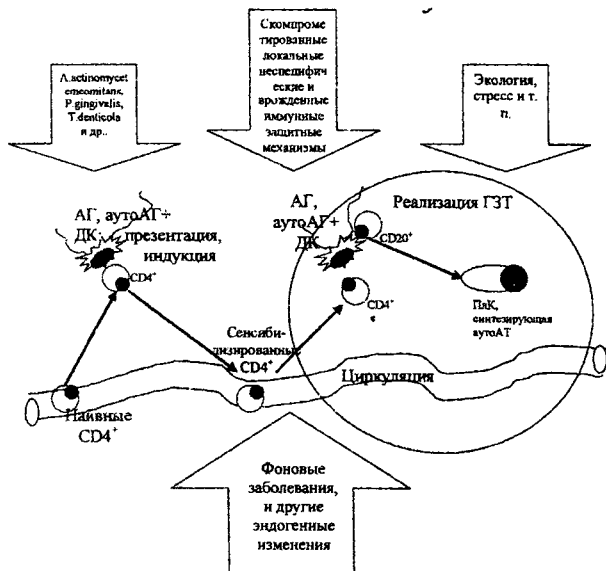 A.actinomycet
emcomitans,
P.gingivalis,
T.denticola
и др..
Скомпроме
тированные
локальные
неспецифич
еские и
врожденные
иммунные
защитные
механизмы
Экология,
стресс и т.
п.
АГ, аутоАГ+
ДК: презентация,
индукция
CD4⁺
АГ,
аутоАГ+
ДК
CD20⁺
CD4⁺
Реализация ГЗТ
ПлК,
синтезирующая
аутоАТ
Сенсиби-
лизированные
CD4⁺
Циркуляция
Наивные
CD4⁺
Фоновые
заболевания,
и другие
эндогенные
изменения